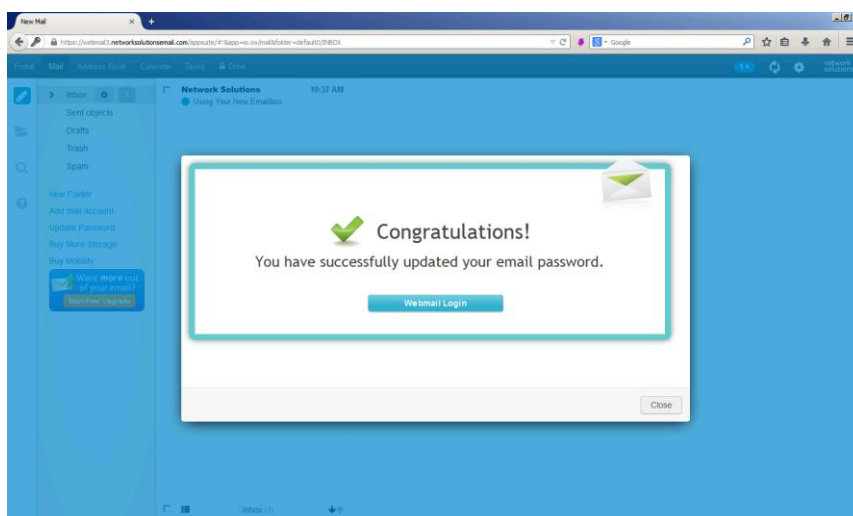 New Mail
https://webmail1.networksolutionsemail.com/appsuite/#!&app=io.ox/mail&folder=default0/INBOX
Google
Portal Mail Address Book Calendar Tasks Drive
network solutions
Inbox
Sent objects
Drafts
Trash
Spam
New Folder
Add mail account
Update Password
Buy More Storage
Buy Mobility
Want more out
of your email?
Start Free! Upgrade
Network Solutions 10:37 AM
Using Your New Emailbox
Congratulations!
You have successfully updated your email password.
Webmail Login
Close
Inbox (1)